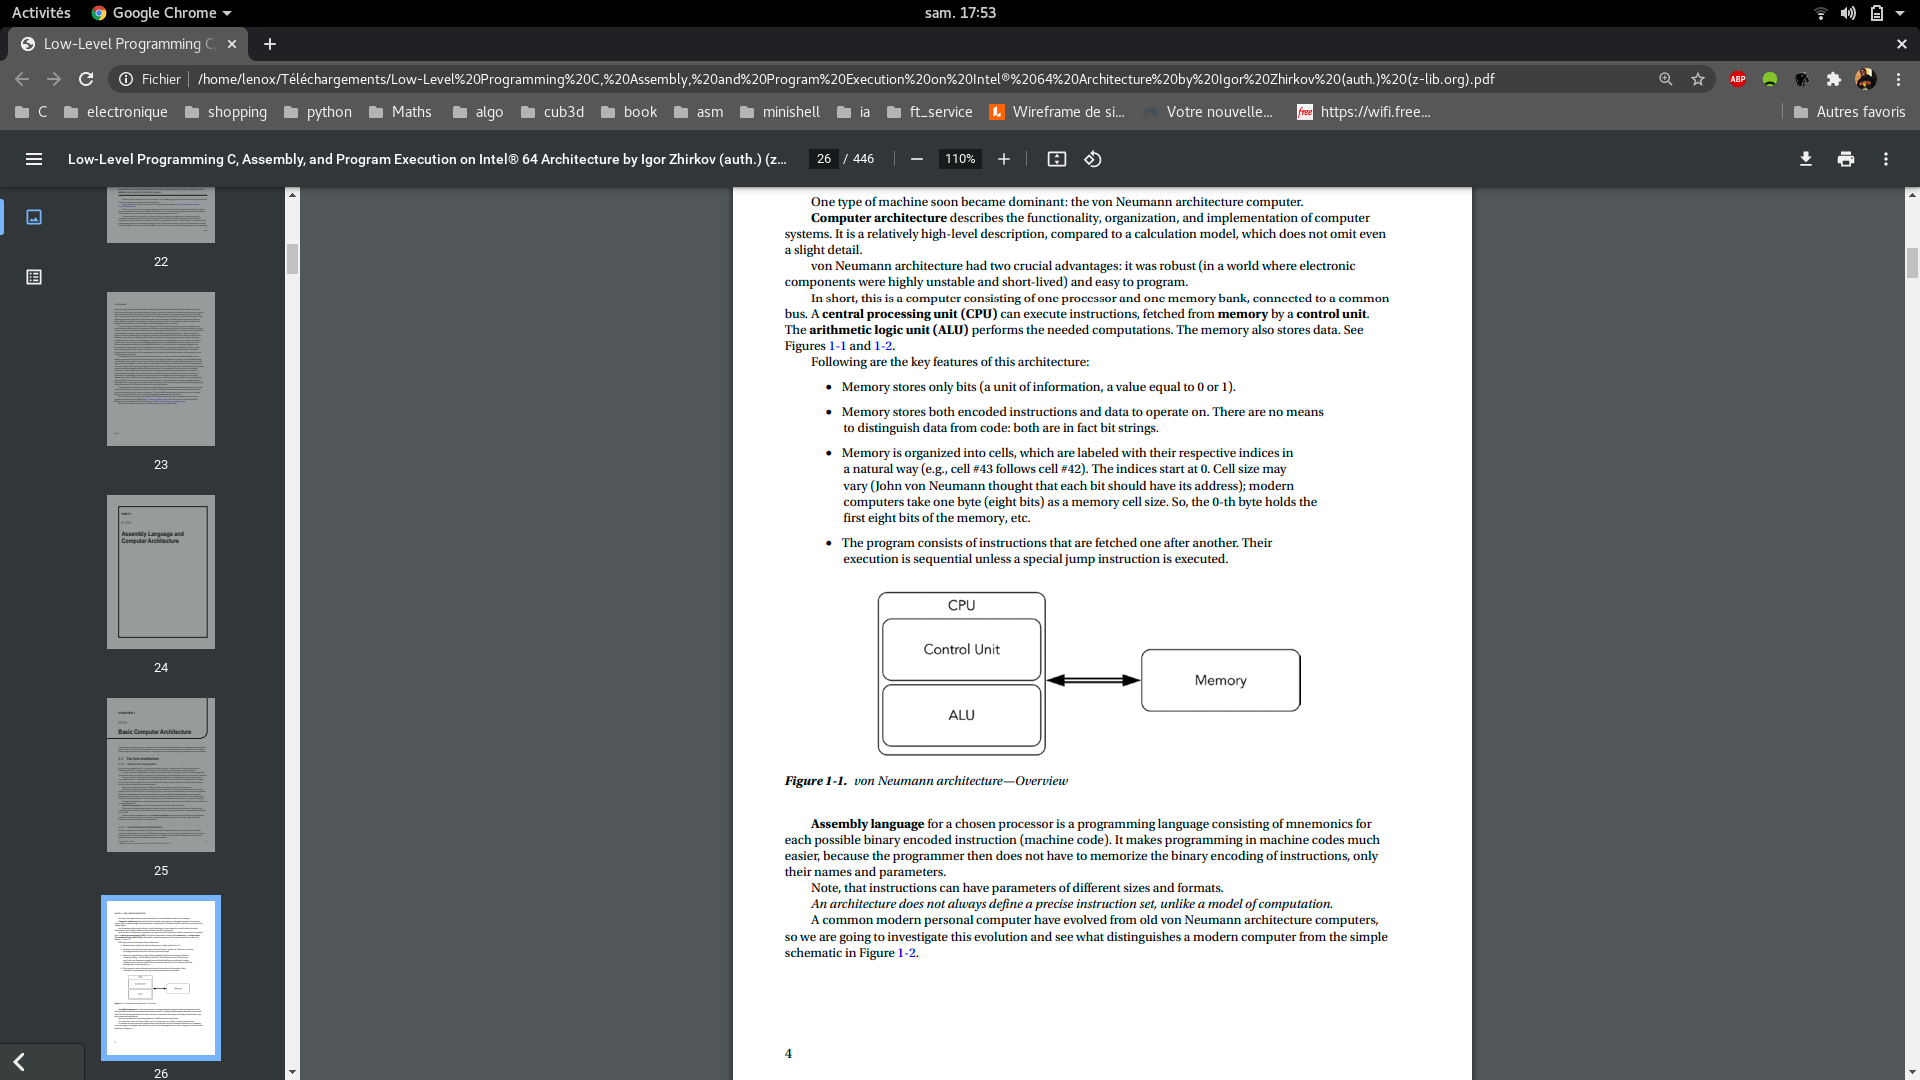 Activités
Google Chrome
sam. 17:53
Low-Level Programming C,
Fichier
/home/lenox/Téléchargements/Low-Level%20Programming%20C,%20Assembly,%20and%20Program%20Execution%20on%20Intel®%2064%20Architecture%20by%20Igor%20Zhirkov%20(auth.)%20(z-lib.org).pdf
ABP
C
electronique
shopping
python
Maths
algo
cub3d
book
asm
minishell
ia
ft_service
Wireframe de si...
Votre nouvelle...
free
https://wifi.free...
Autres favoris
Low-Level Programming C, Assembly, and Program Execution on Intel® 64 Architecture by Igor Zhirkov (auth.) (z...
26 / 446
110%
22
23
Assembly Language and
Computer Architecture
24
Basic Computer Architecture
25
26
One type of machine soon became dominant: the von Neumann architecture computer.
Computer architecture describes the functionality, organization, and implementation of computer
systems. It is a relatively high-level description, compared to a calculation model, which does not omit even
a slight detail.
von Neumann architecture had two crucial advantages: it was robust (in a world where electronic
components were highly unstable and short-lived) and easy to program.
In short, this is a computer consisting of one processor and one memory bank, connected to a common
bus. A central processing unit (CPU) can execute instructions, fetched from memory by a control unit.
The arithmetic logic unit (ALU) performs the needed computations. The memory also stores data. See
Figures 1-1 and 1-2.
Following are the key features of this architecture:
• Memory stores only bits (a unit of information, a value equal to 0 or 1).
• Memory stores both encoded instructions and data to operate on. There are no means
to distinguish data from code: both are in fact bit strings.
• Memory is organized into cells, which are labeled with their respective indices in
a natural way (e.g., cell #43 follows cell #42). The indices start at 0. Cell size may
vary (John von Neumann thought that each bit should have its address); modern
computers take one byte (eight bits) as a memory cell size. So, the 0-th byte holds the
first eight bits of the memory, etc.
• The program consists of instructions that are fetched one after another. Their
execution is sequential unless a special jump instruction is executed.
CPU
Control Unit
ALU
Memory
Figure 1-1. von Neumann architecture—Overview
Assembly language for a chosen processor is a programming language consisting of mnemonics for
each possible binary encoded instruction (machine code). It makes programming in machine codes much
easier, because the programmer then does not have to memorize the binary encoding of instructions, only
their names and parameters.
Note, that instructions can have parameters of different sizes and formats.
An architecture does not always define a precise instruction set, unlike a model of computation.
A common modern personal computer have evolved from old von Neumann architecture computers,
so we are going to investigate this evolution and see what distinguishes a modern computer from the simple
schematic in Figure 1-2.
4